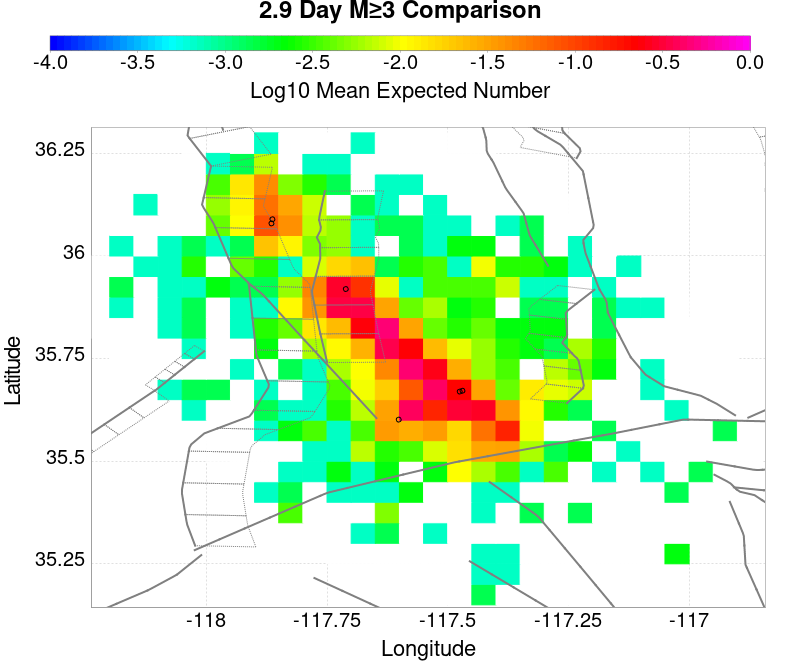 2.9 Day M≥3 Comparison
-4.0 -3.5 -3.0 -2.5 -2.0 -1.5 -1.0 -0.5 0.0
Log10 Mean Expected Number
36.25
36
35.75
35.5
35.25
Latitude
-118 -117.75 -117.5 -117.25 -117
Longitude